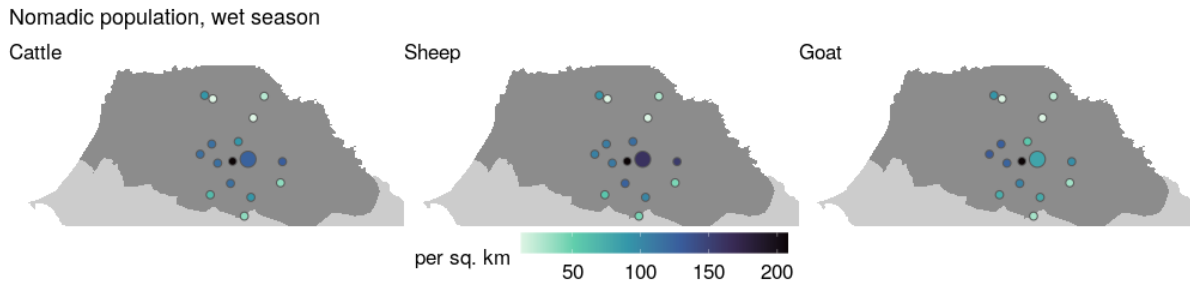 Nomadic population, wet season
Cattle
Sheep
Goat
per sq. km
50 100 150 200